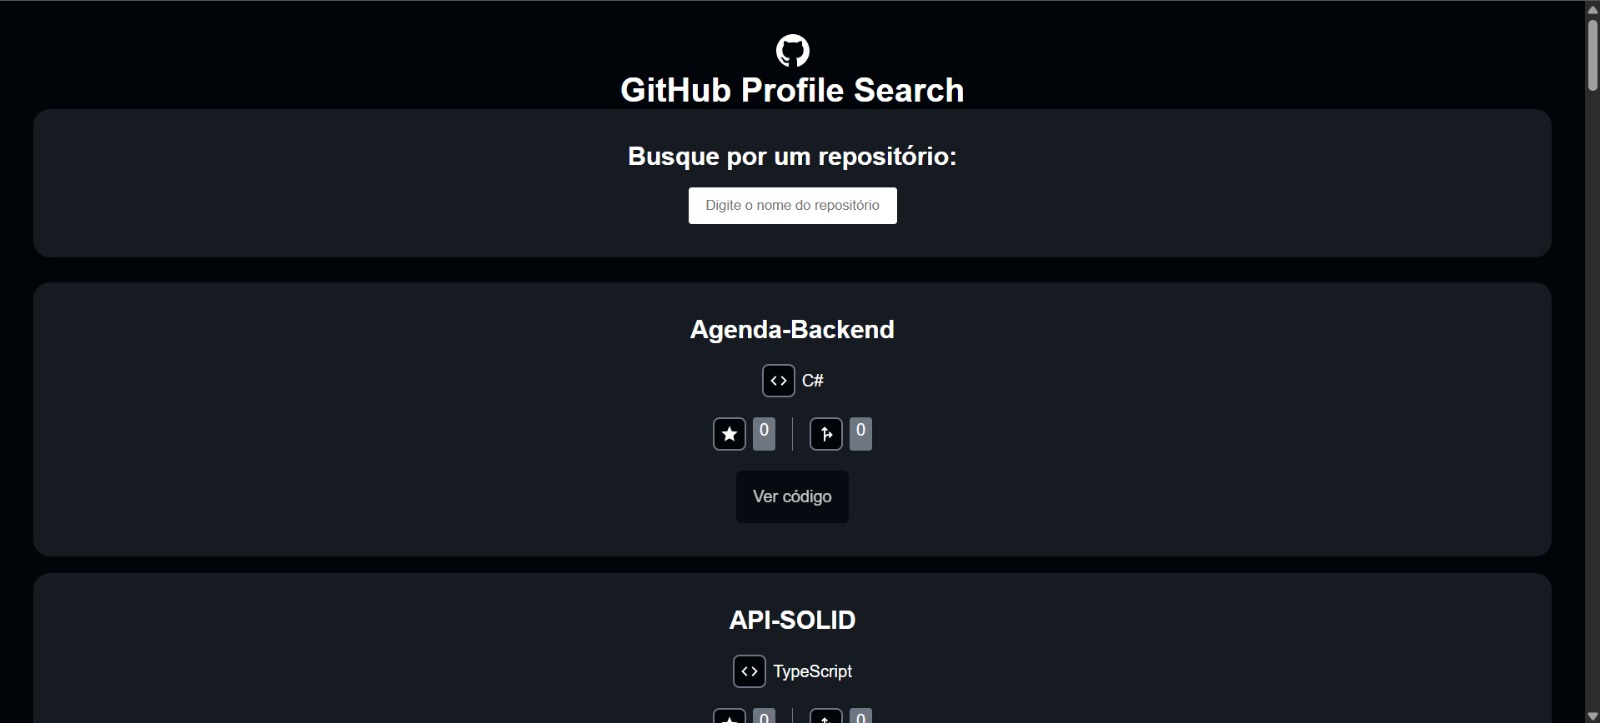 GitHub Profile Search
Busque por um repositório:
Digite o nome do repositório
Agenda-Backend
C#
0 0
Ver código
API-SOLID
TypeScript
0 0